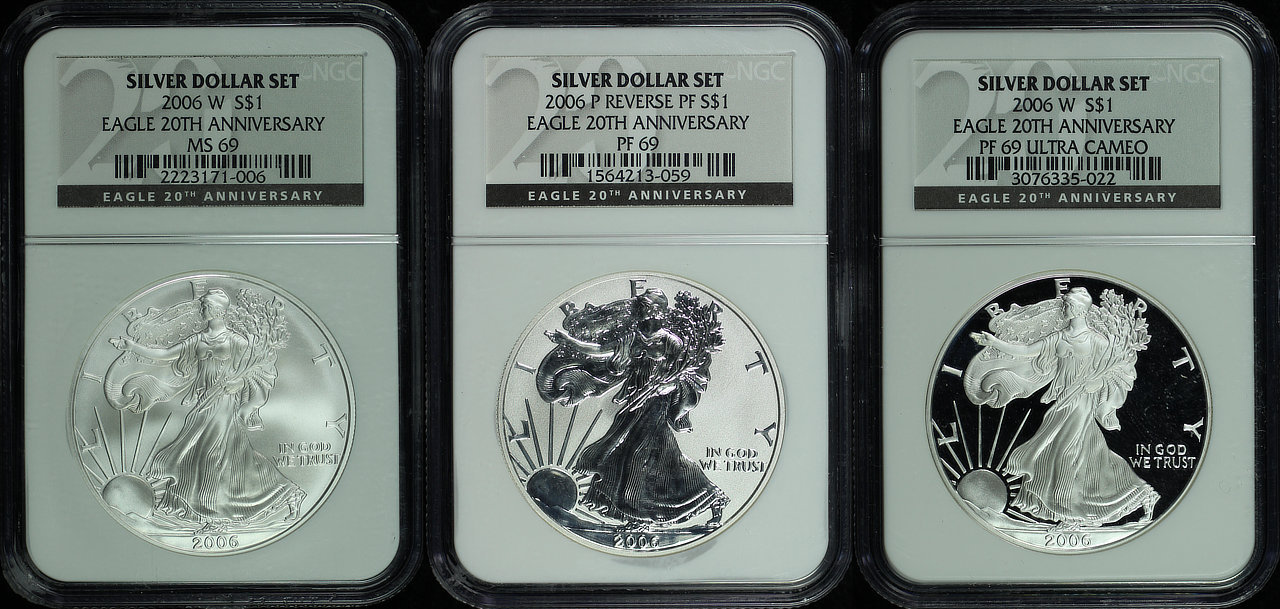 NGC
SILVER DOLLAR SET
2006 W S$1
EAGLE 20TH ANNIVERSARY
MS 69
2223171-006
EAGLE 20TH ANNIVERSARY
LIBERTY
IN GOD
WE TRUST
2006
NGC
SILVER DOLLAR SET
2006 P REVERSE PF S$1
EAGLE 20TH ANNIVERSARY
PF 69
1564213-059
EAGLE 20TH ANNIVERSARY
LIBERTY
IN GOD
WE TRUST
2006
NGC
SILVER DOLLAR SET
2006 W S$1
EAGLE 20TH ANNIVERSARY
PF 69 ULTRA CAMEO
3076335-022
EAGLE 20TH ANNIVERSARY
LIBERTY
IN GOD
WE TRUST
2006